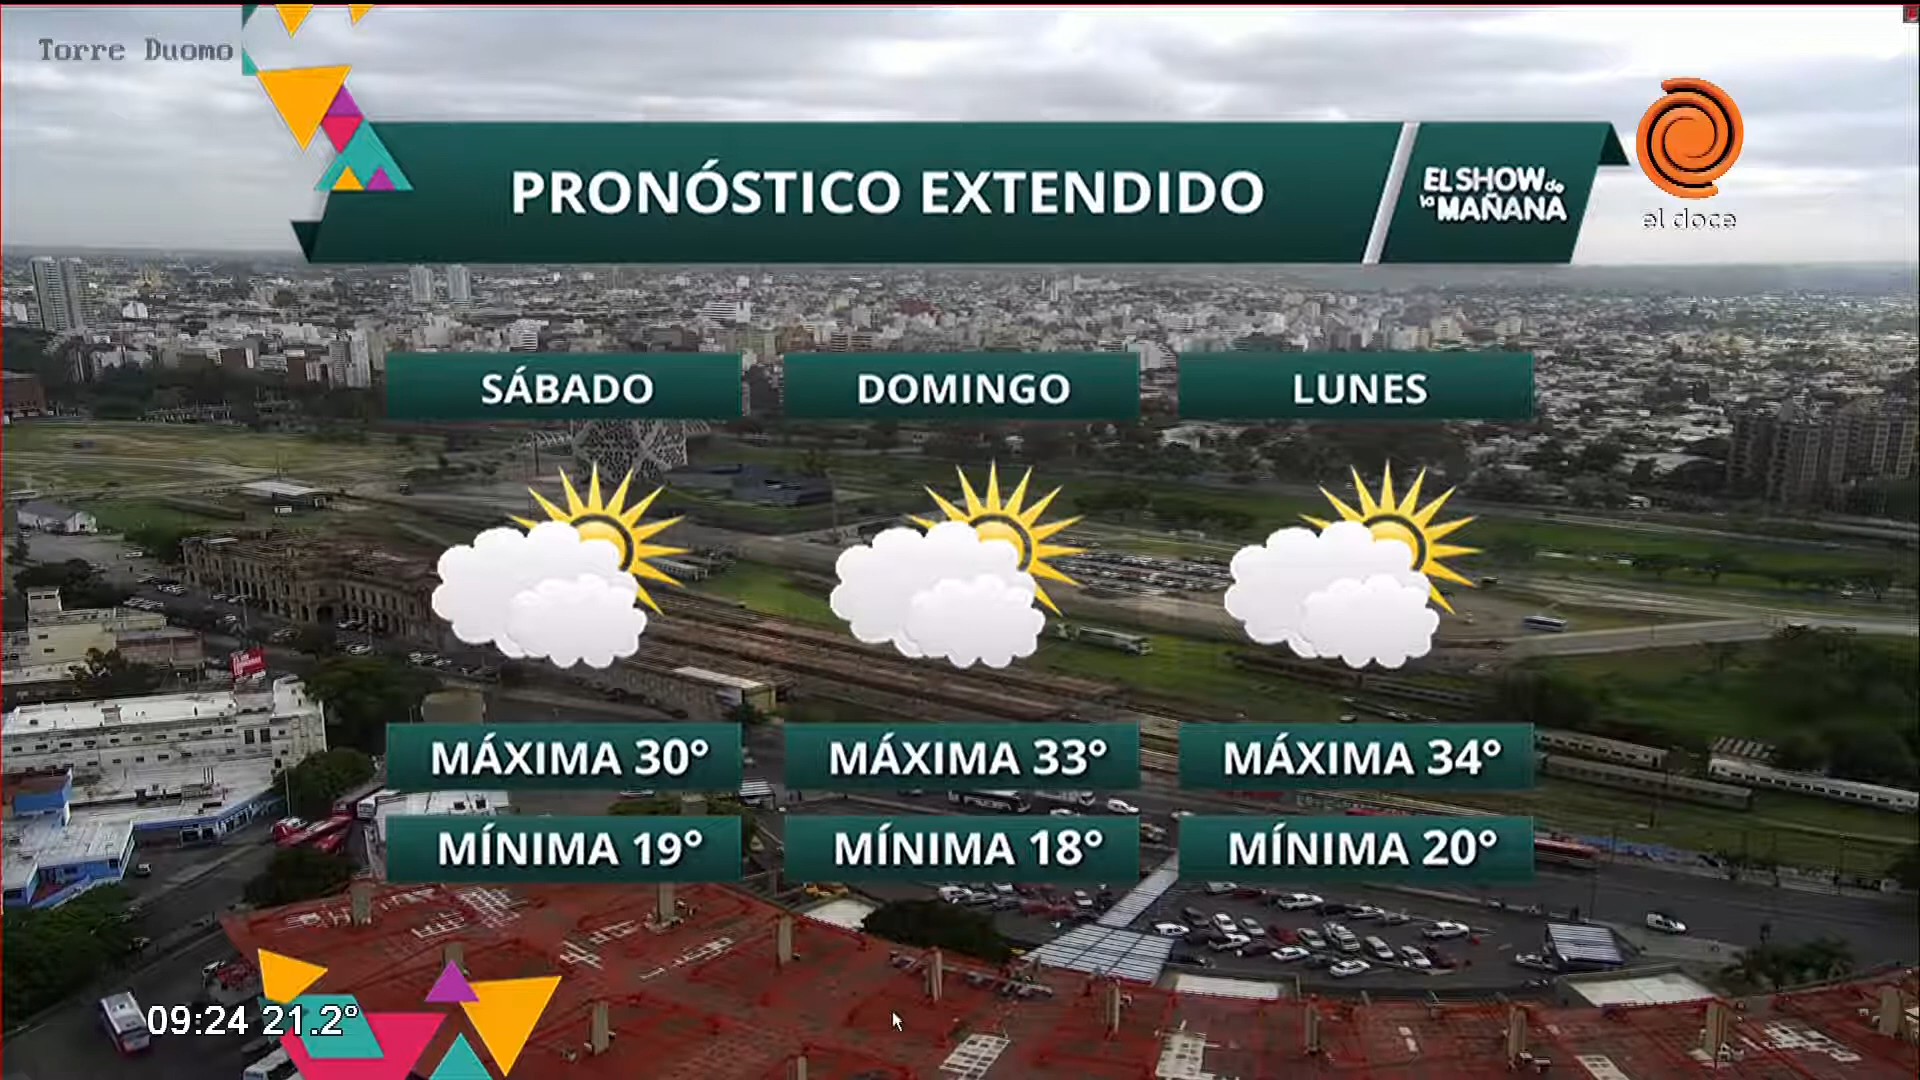 Torre Duomo
PRONÓSTICO EXTENDIDO
EL SHOW de
la MAÑANA
el doce
SÁBADO
DOMINGO
LUNES
MÁXIMA 30°
MÁXIMA 33°
MÁXIMA 34°
MÍNIMA 19°
MÍNIMA 18°
MÍNIMA 20°
09:24 21.2°